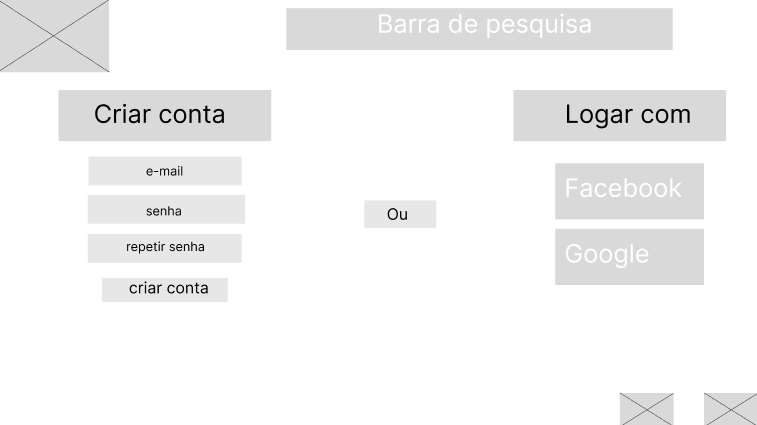 Barra de pesquisa
Criar conta
e-mail
senha
repetir senha
criar conta
Ou
Logar com
Facebook
Google